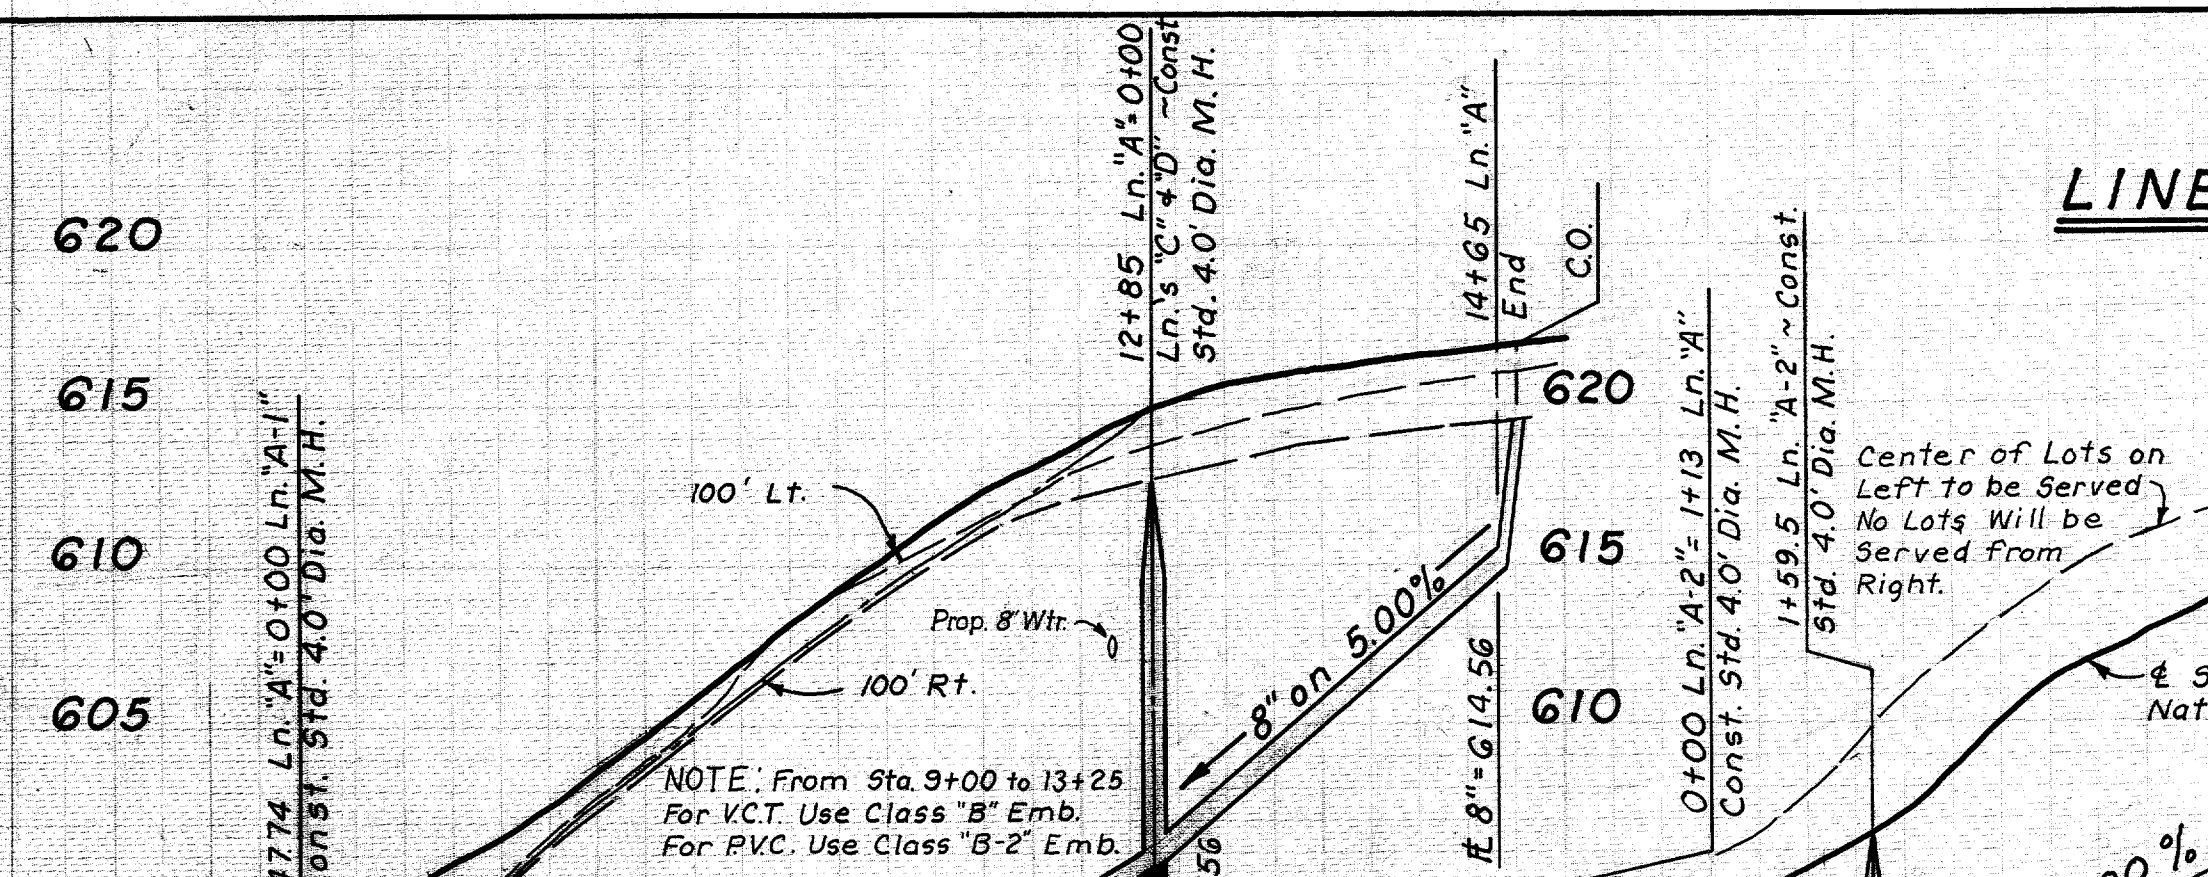 620
615
610
605
47.74 Ln. "A"= 0+00 Ln. "A-1"
Const. Std. 4.0' Dia. M.H.
100' Lt.
100' Rt.
Prop. 8" Wtr.
NOTE: From Sta. 9+00 to 13+25
For V.C.T. Use Class "B" Emb.
For P.V.C. Use Class "B-2" Emb.
12+85 Ln. "A"= 0+00
Ln.'s "C" & "D" ~Const
Std. 4.0' Dia. M.H.
56
8" on 5.00%
14+65 Ln. "A"
End
C.O.
620
615
610
℄ 8"= 614.56
0+00 Ln. "A-2"= 1+13 Ln. "A"
Const. Std. 4.0' Dia. M.H.
1+59.5 Ln. "A-2" ~ Const.
Std. 4.0' Dia. M.H.
LINE
Center of Lots on
Left to be Served
No Lots Will be
Served from
Right.
℄ S
Nat
0%